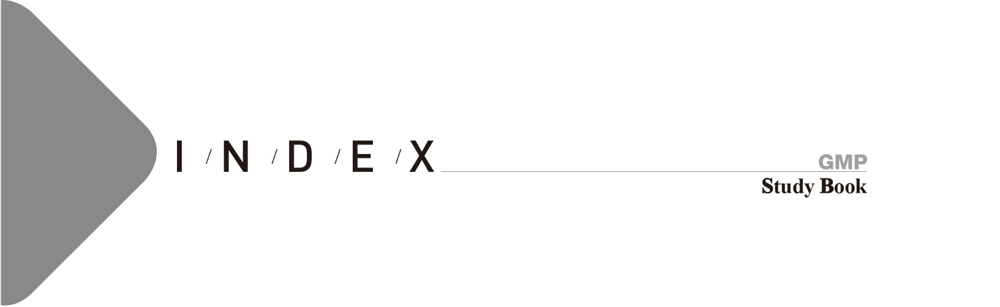 I / N / D / E / X
GMP
Study Book